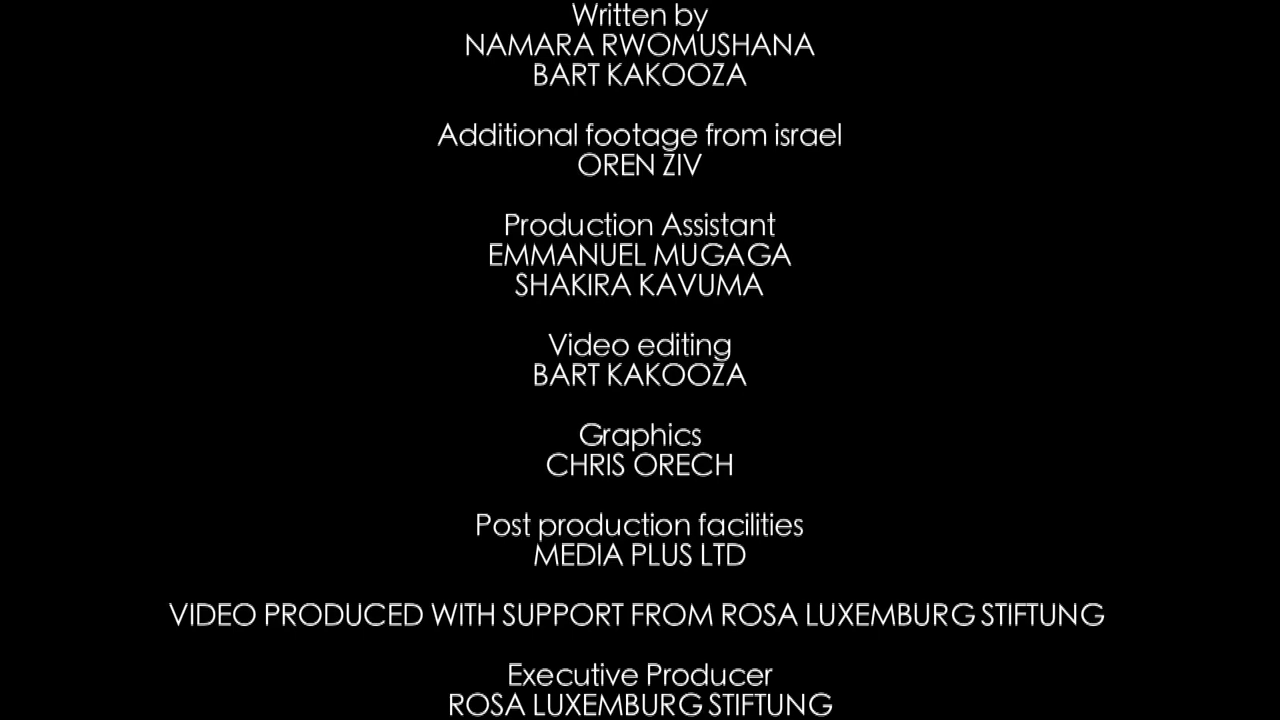 Written by
NAMARA RWOMUSHANA
BART KAKOOZA
Additional footage from israel
OREN ZIV
Production Assistant
EMMANUEL MUGAGA
SHAKIRA KAVUMA
Video editing
BART KAKOOZA
Graphics
CHRIS ORECH
Post production facilities
MEDIA PLUS LTD
VIDEO PRODUCED WITH SUPPORT FROM ROSA LUXEMBURG STIFTUNG
Executive Producer
ROSA LUXEMBURG STIFTUNG